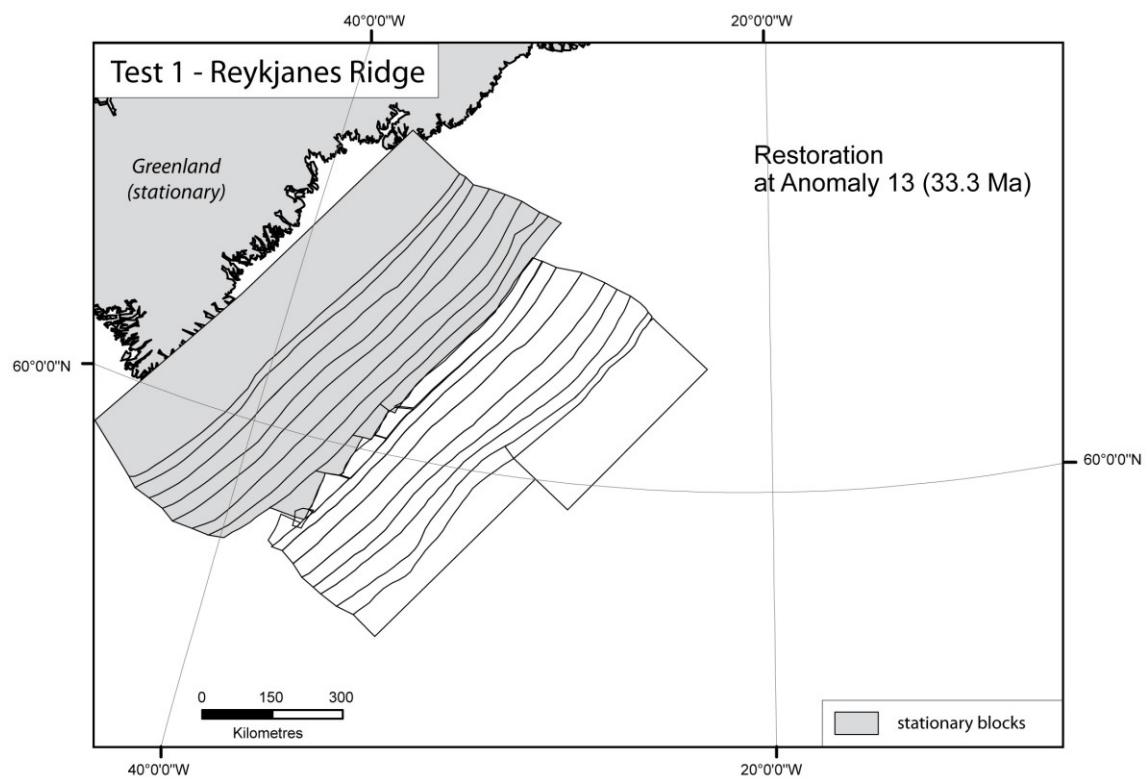 40°0'0"W
20°0'0"W
Test 1 - Reykjanes Ridge
Greenland
(stationary)
Restoration
at Anomaly 13 (33.3 Ma)
60°0'0"N
60°0'0"N
0 150 300
Kilometres
stationary blocks
40°0'0"W
20°0'0"W